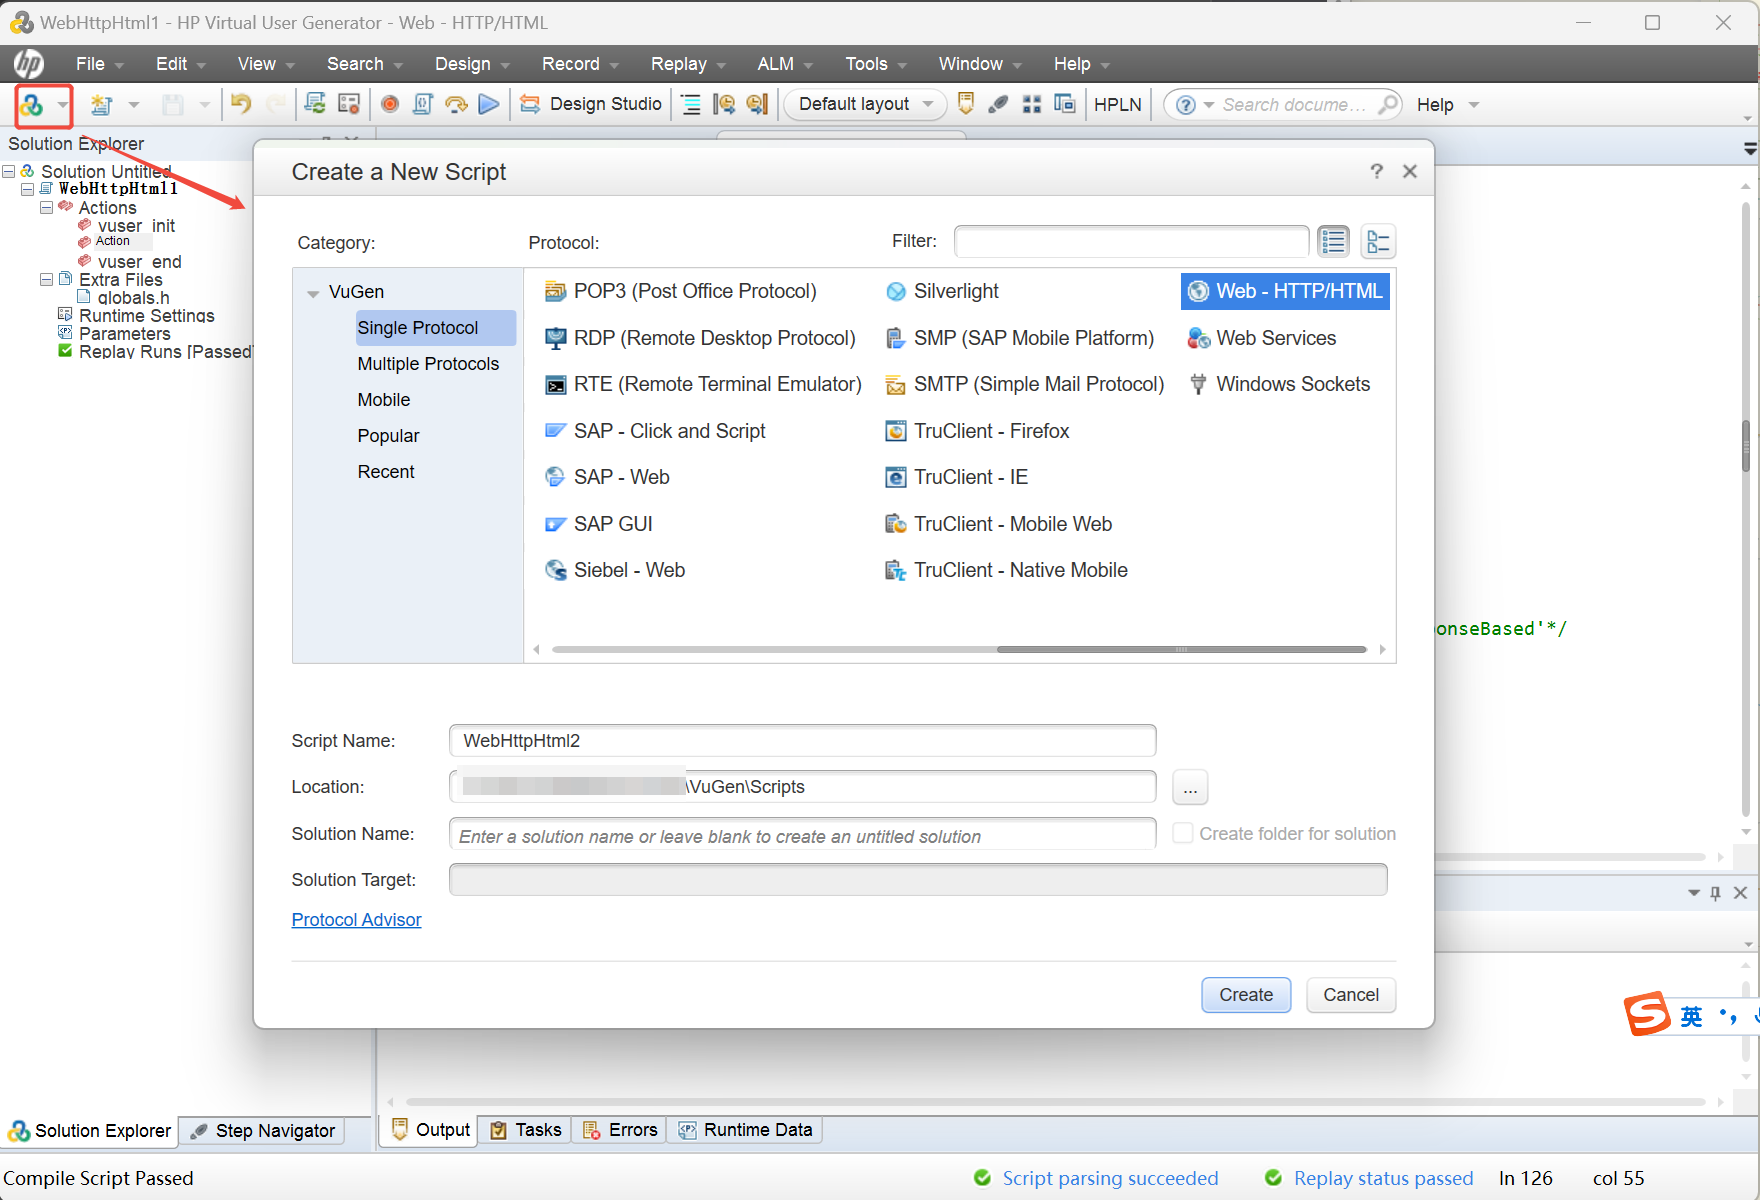 WebHttpHtml1 - HP Virtual User Generator - Web - HTTP/HTML
hp File Edit View Search Design Record Replay ALM Tools Window Help
Design Studio Default layout HPLN Search docume... Help
Solution Explorer
Solution Untitled
WebHttpHtml1
Actions
vuser_init
Action
vuser_end
Extra Files
globals.h
Runtime Settings
Parameters
Replay Runs [Passed
Create a New Script
Category:
Protocol:
Filter:
VuGen
Single Protocol
Multiple Protocols
Mobile
Popular
Recent
POP3 (Post Office Protocol)
RDP (Remote Desktop Protocol)
RTE (Remote Terminal Emulator)
SAP - Click and Script
SAP - Web
SAP GUI
Siebel - Web
Silverlight
SMP (SAP Mobile Platform)
SMTP (Simple Mail Protocol)
TruClient - Firefox
TruClient - IE
TruClient - Mobile Web
TruClient - Native Mobile
Web - HTTP/HTML
Web Services
Windows Sockets
onseBased'*/
Script Name: WebHttpHtml2
Location: \VuGen\Scripts ...
Solution Name: Enter a solution name or leave blank to create an untitled solution Create folder for solution
Solution Target:
Protocol Advisor
Create Cancel
英
Solution Explorer Step Navigator Output Tasks Errors Runtime Data
Compile Script Passed Script parsing succeeded Replay status passed ln 126 col 55